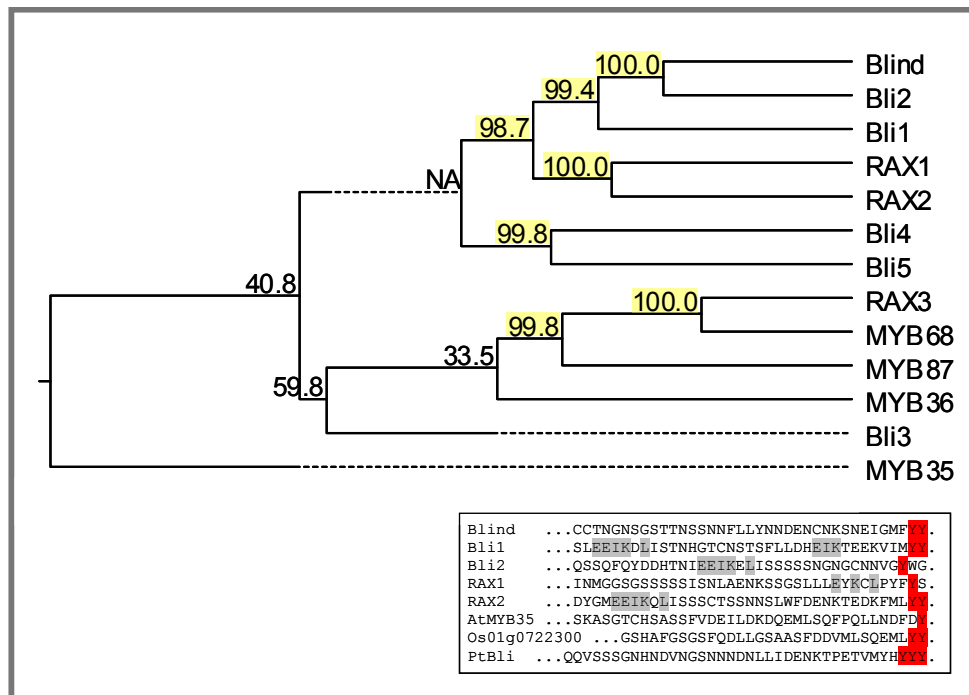 100.0 Blind
99.4 Bli2
98.7 Bli1
100.0 RAX1
NA RAX2
99.8 Bli4
Bli5
40.8 100.0 RAX3
99.8 MYB68
33.5 MYB87
59.8 MYB36
Bli3
MYB35
Blind ...CCTNGNSGSTTNSSNNFLLYNNDENCNKSNEIGMFYY.
Bli1 ...SLEEIKDLISTNHGTCNSTSFLLDHEIKTEEKVIMYY.
Bli2 ...QSSQFQYDDHTNIEEIKELISSSSSNGNGCNNVGYWG.
RAX1 ...INMGGSGSSSSSISNLAENKSSGSLLLEYKCLPYFYS.
RAX2 ...DYGMEEIKQLISSSCTSSNNSLWFDENKTEDKFMLYY.
AtMYB35 ...SKASGTCHSASSFVDEILDKDQEMLSQFPQLLNDFDY.
Os01g0722300 ...GSHAFGSGSFQDLLGSAASFDDVMLSQEMLYY.
PtBli ...QQVSSSGNHNDVNGSNNNDNLLIDENKTPETVMYHYYY.